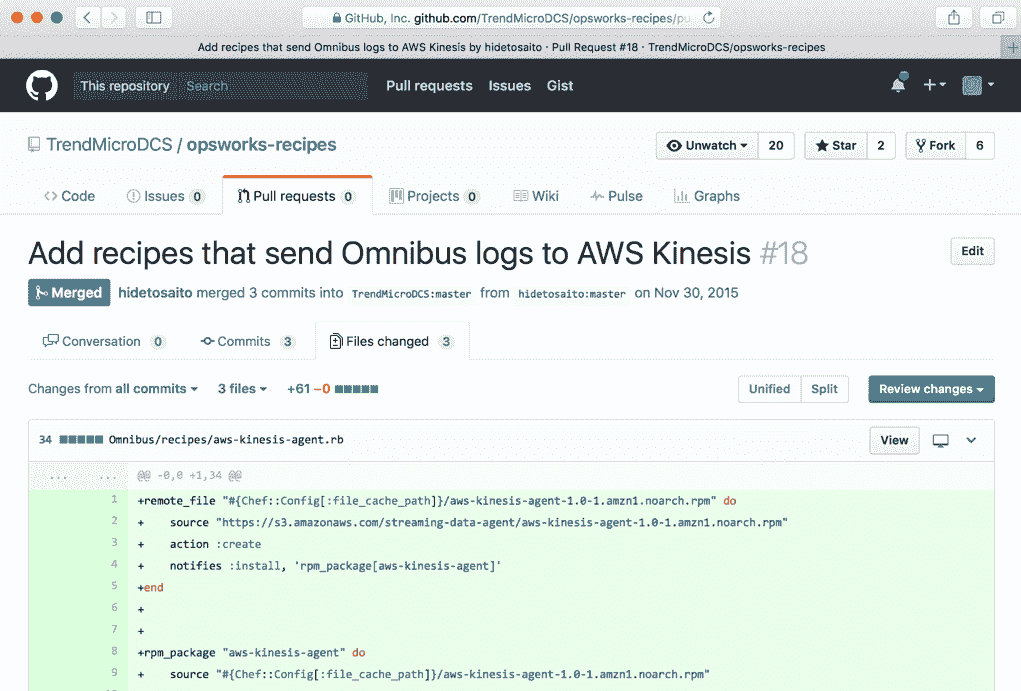 GitHub, Inc. github.com/TrendMicroDCS/opsworks-recipes/pu
Add recipes that send Omnibus logs to AWS Kinesis by hidetosaito · Pull Request #18 · TrendMicroDCS/opsworks-recipes
This repository Search Pull requests Issues Gist
TrendMicroDCS / opsworks-recipes Unwatch 20 Star 2 Fork 6
Code Issues 0 Pull requests 0 Projects 0 Wiki Pulse Graphs
Add recipes that send Omnibus logs to AWS Kinesis #18 Edit
Merged hidetosaito merged 3 commits into TrendMicroDCS:master from hidetosaito:master on Nov 30, 2015
Conversation 0 Commits 3 Files changed 3
Changes from all commits 3 files +61 −0 Unified Split Review changes
34 Omnibus/recipes/aws-kinesis-agent.rb View
... ... @@ -0,0 +1,34 @@
1 +remote_file "#{Chef::Config[:file_cache_path]}/aws-kinesis-agent-1.0-1.amzn1.noarch.rpm" do
2 + source "https://s3.amazonaws.com/streaming-data-agent/aws-kinesis-agent-1.0-1.amzn1.noarch.rpm"
3 + action :create
4 + notifies :install, 'rpm_package[aws-kinesis-agent]'
5 +end
6 +
7 +
8 +rpm_package "aws-kinesis-agent" do
9 + source "#{Chef::Config[:file_cache_path]}/aws-kinesis-agent-1.0-1.amzn1.noarch.rpm"